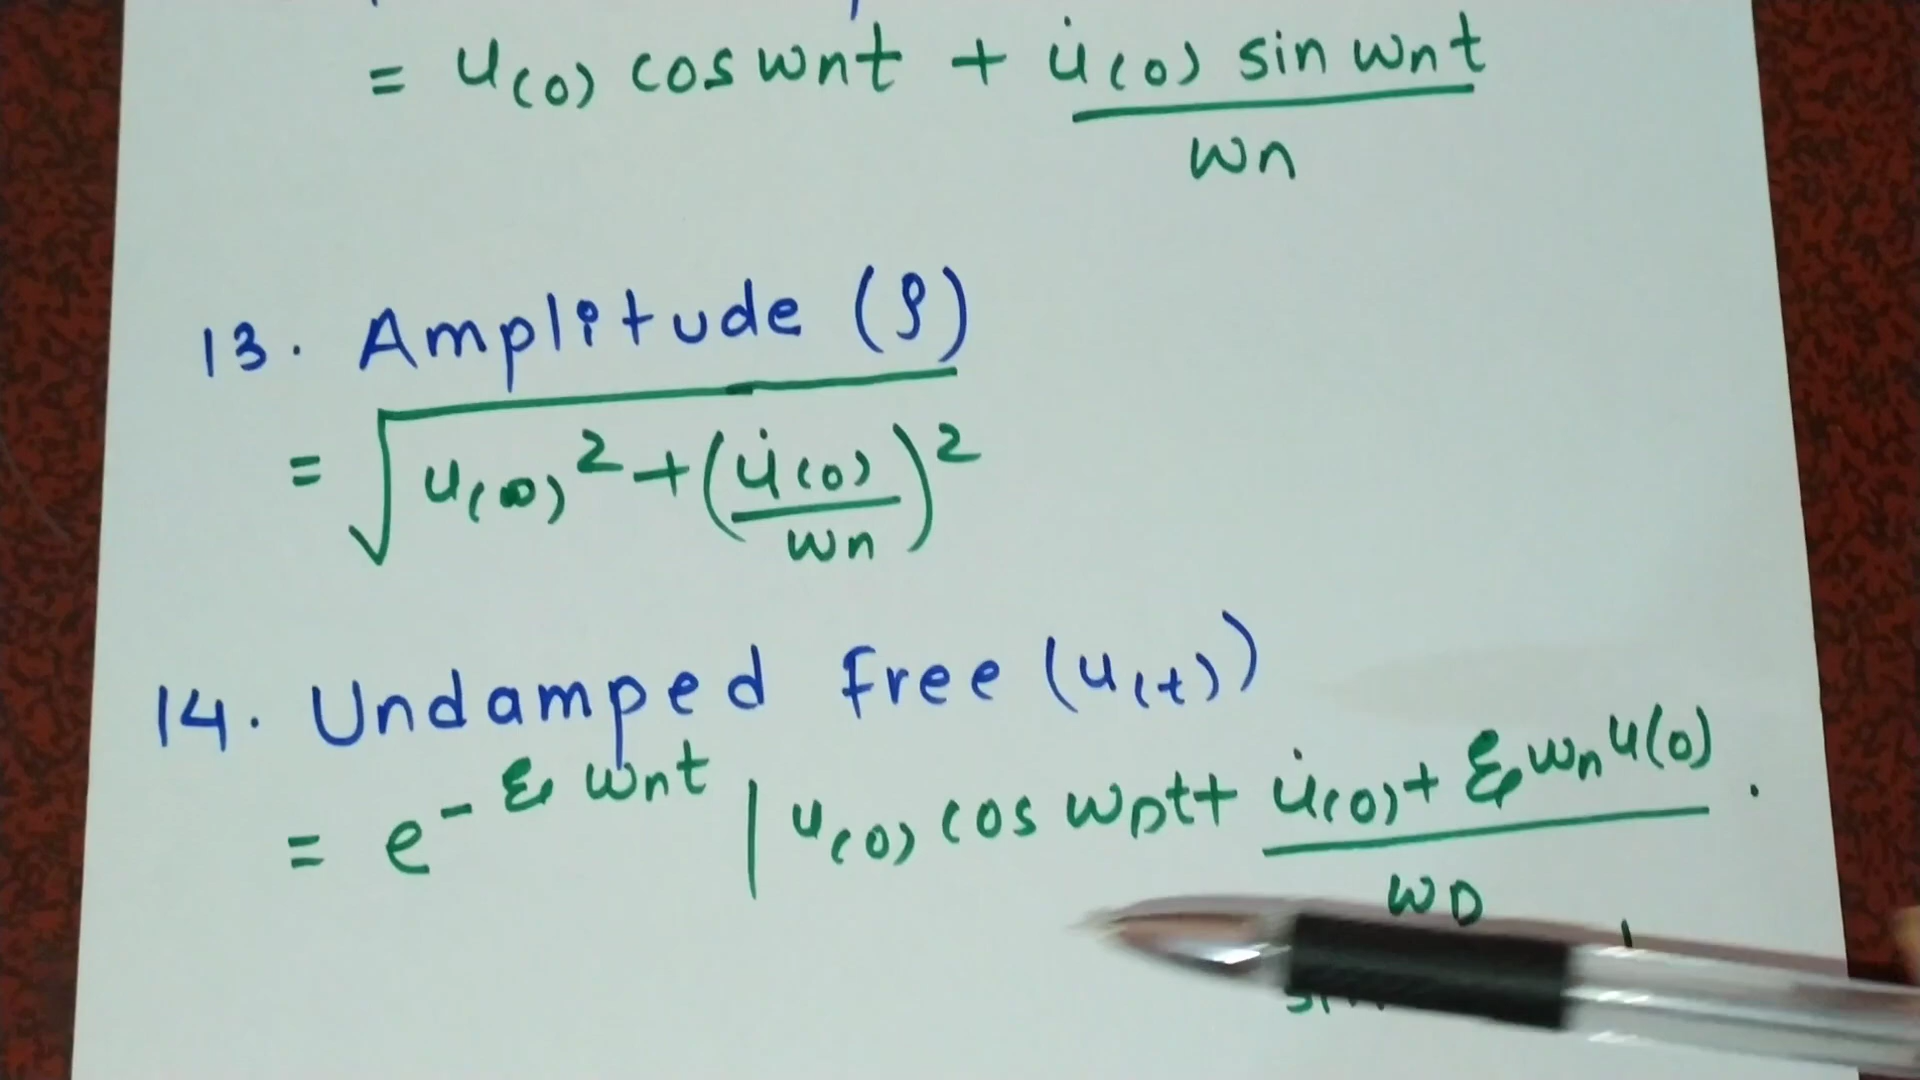 = u(0) cos wnt + u̇(0) sin wnt
wn
13. Amplitude (ρ)
= √u(0)² + (u̇(0)/wn)²
14. Undamped free (u(t))
= e^-ξ wnt | u(0) cos wDt + u̇(0) + ξ wn u(0) .
wD